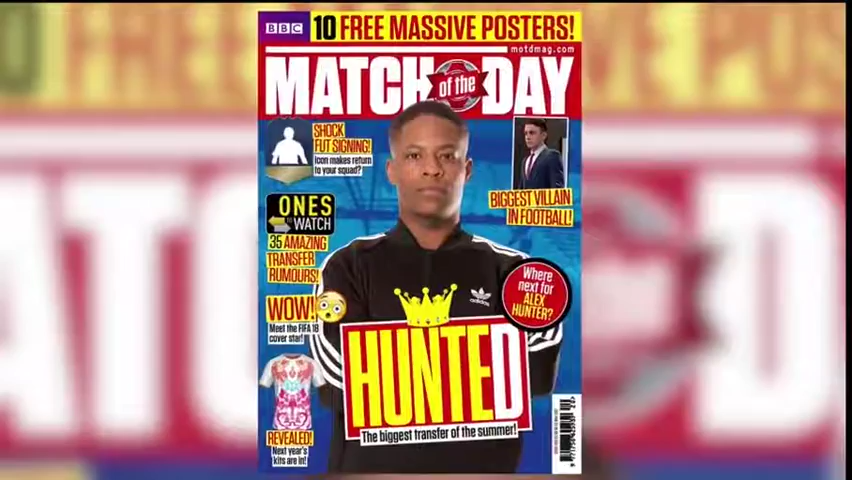 BBC
10 FREE MASSIVE POSTERS!
motdmag.com
MATCH of the DAY
SHOCK
FUT SIGNING!
Icon makes return
to your squad?
BIGGEST VILLAIN
IN FOOTBALL!
ONES
TO WATCH
35 AMAZING
TRANSFER
RUMOURS!
Where
next for
ALEX
HUNTER?
adidas
WOW!
Meet the FIFA 18
cover star!
HUNTED
The biggest transfer of the summer!
REVEALED!
Next year's
kits are in!